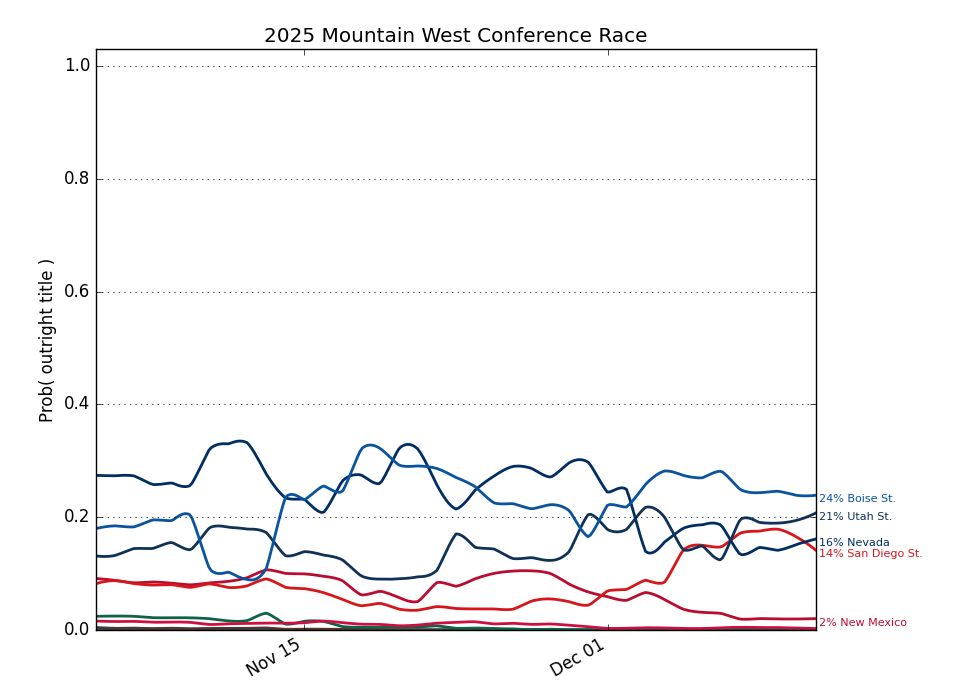 2025 Mountain West Conference Race
1.0
0.8
0.6
0.4
0.2
0.0
Prob( outright title )
Nov 15
Dec 01
24% Boise St.
21% Utah St.
16% Nevada
14% San Diego St.
2% New Mexico